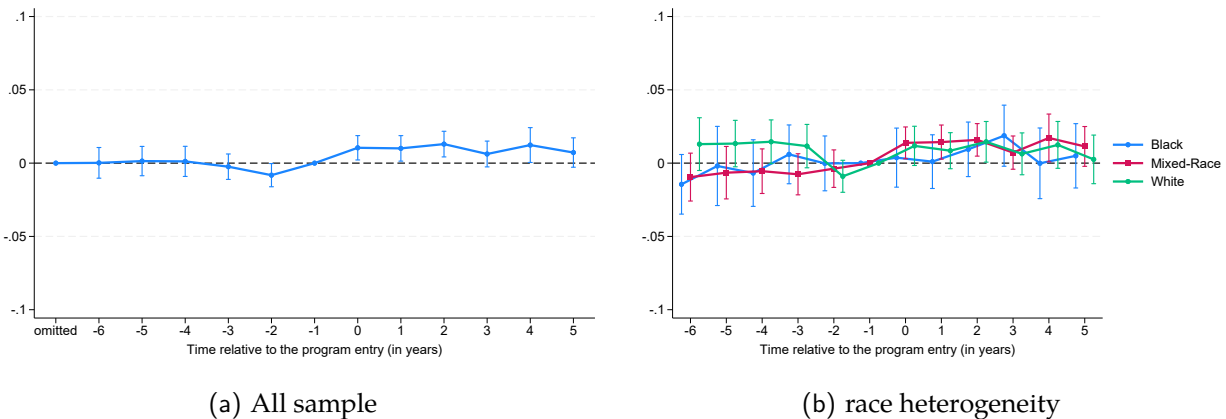 .1
.05
0
-.05
-.1
omitted -6 -5 -4 -3 -2 -1 0 1 2 3 4 5
Time relative to the program entry (in years)
(a) All sample
.1
.05
0
-.05
-.1
-6 -5 -4 -3 -2 -1 0 1 2 3 4 5
Time relative to the program entry (in years)
Black
Mixed-Race
White
(b) race heterogeneity